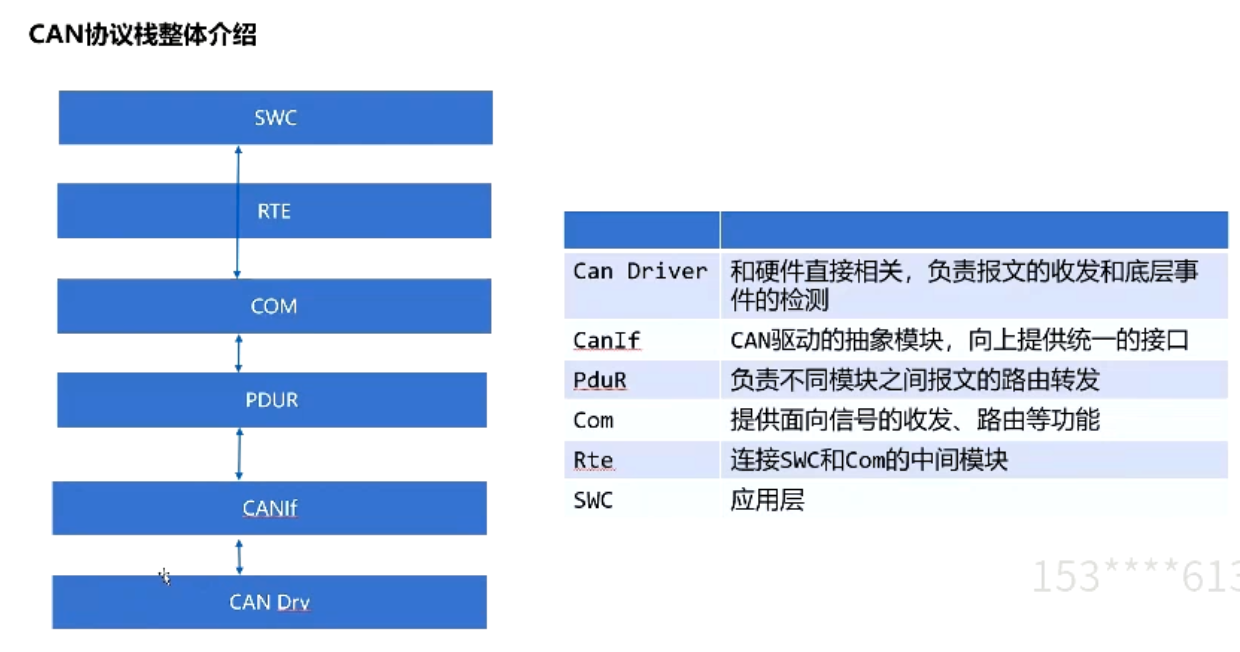 CAN协议栈整体介绍
SWC
RTE
COM
PDUR
CANIf
CAN Drv
Can Driver 和硬件直接相关，负责报文的收发和底层事
件的检测
CanIf CAN驱动的抽象模块，向上提供统一的接口
PduR 负责不同模块之间报文的路由转发
Com 提供面向信号的收发、路由等功能
Rte 连接SWC和Com的中间模块
SWC 应用层
153****613